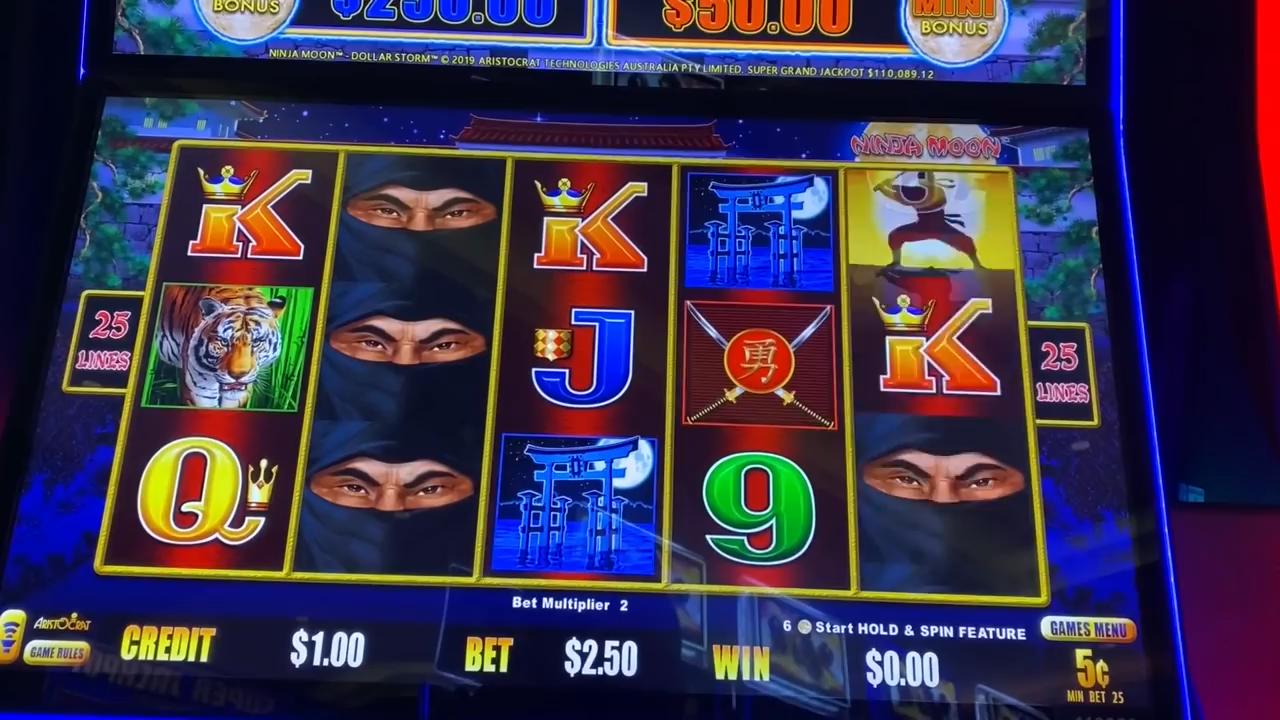 BONUS
$250.00
$50.00
MINI
BONUS
NINJA MOON™ - DOLLAR STORM™ © 2019 ARISTOCRAT TECHNOLOGIES AUSTRALIA PTY LIMITED. SUPER GRAND JACKPOT $110,089.12
NINJA MOON
K
K
25
LINES
J
勇
K
25
LINES
Q
9
Bet Multiplier 2
6 Start HOLD & SPIN FEATURE
GAMES MENU
ARISTOCRAT
GAME RULES
CREDIT
$1.00
BET
$2.50
WIN
$0.00
5¢
MIN BET 25